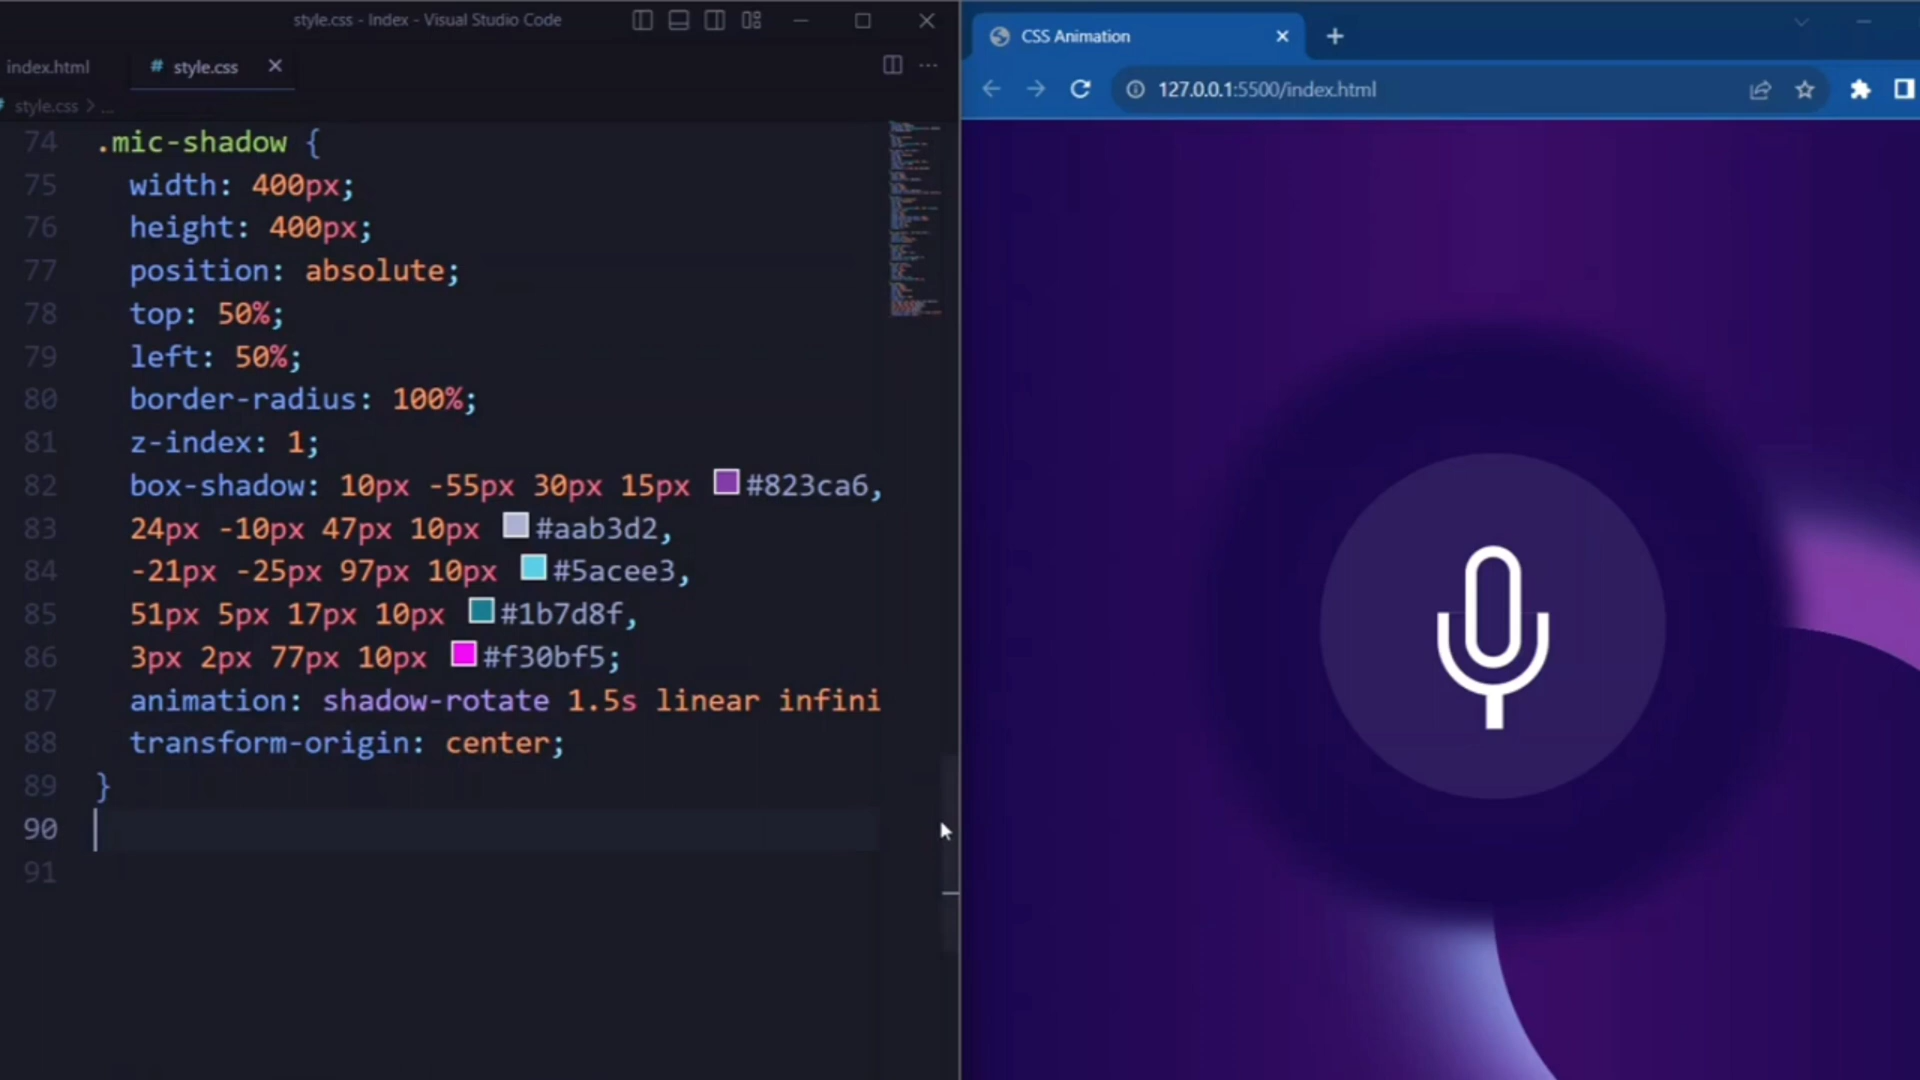 style.css - Index - Visual Studio Code
index.html
# style.css
style.css > ...
74 .mic-shadow {
75 width: 400px;
76 height: 400px;
77 position: absolute;
78 top: 50%;
79 left: 50%;
80 border-radius: 100%;
81 z-index: 1;
82 box-shadow: 10px -55px 30px 15px #823ca6,
83 24px -10px 47px 10px #aab3d2,
84 -21px -25px 97px 10px #5acee3,
85 51px 5px 17px 10px #1b7d8f,
86 3px 2px 77px 10px #f30bf5;
87 animation: shadow-rotate 1.5s linear infini
88 transform-origin: center;
89 }
90
91
CSS Animation
127.0.0.1:5500/index.html